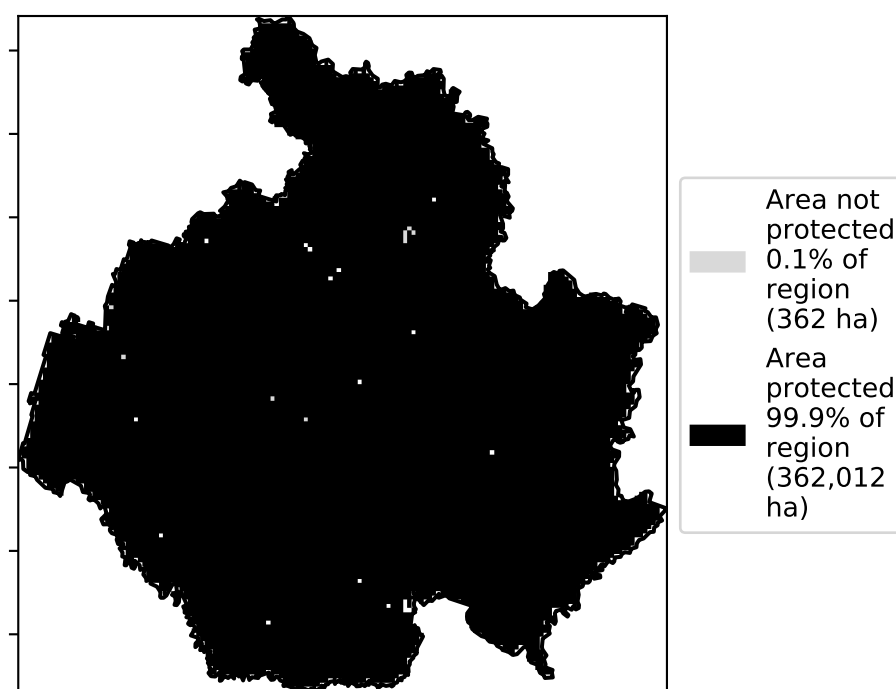 Area not
protected
0.1% of
region
(362 ha)
Area
protected
99.9% of
region
(362,012
ha)